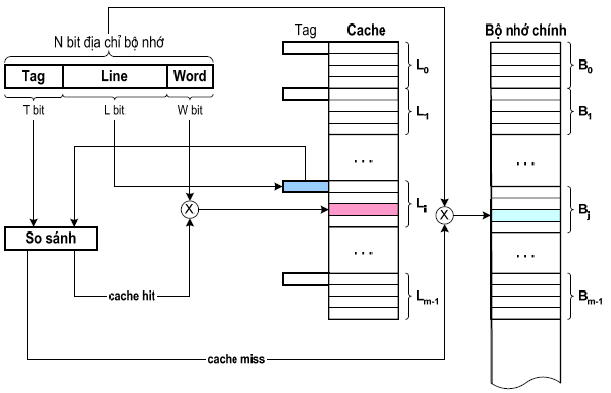 N bit địa chỉ bộ nhớ
Tag Line Word
T bit L bit W bit
Tag Cache Bộ nhớ chính
L0 B0
L1 B1
... ...
Li Bj
X X
So sánh
cache hit
... ...
Lm-1 Bm-1
cache miss